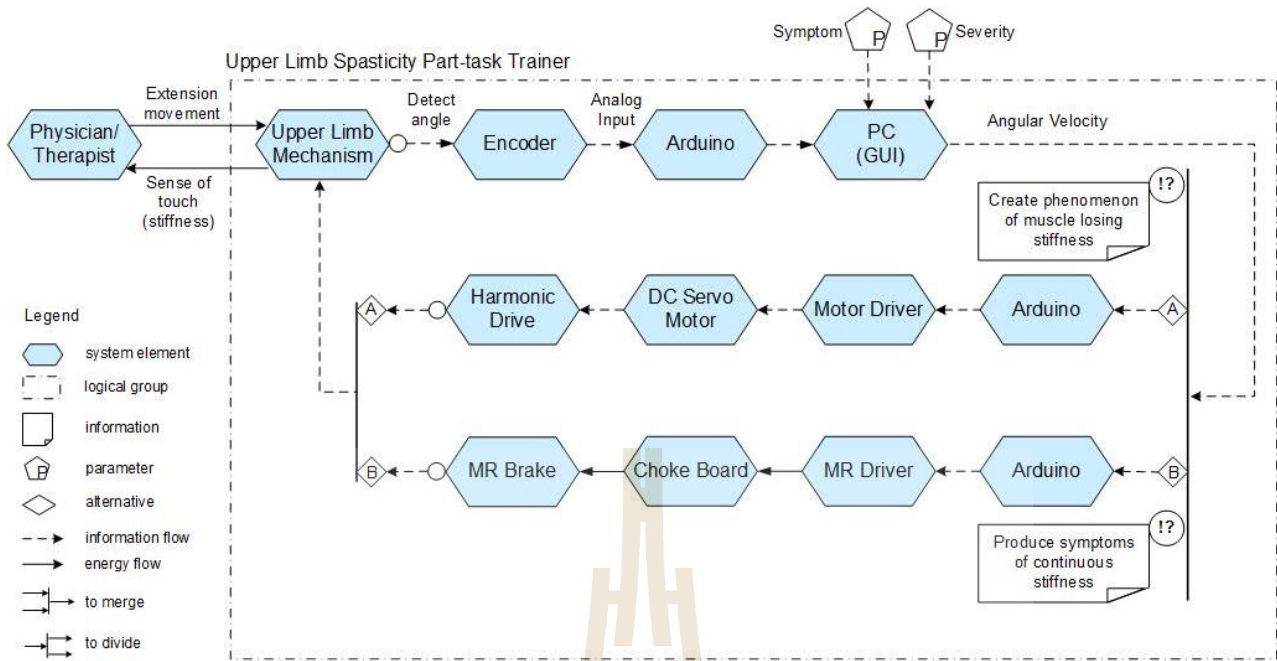 Symptom
P
P
Severity
Upper Limb Spasticity Part-task Trainer
Extension
movement
Detect
angle
Analog
Input
Physician/
Therapist
Upper Limb
Mechanism
Encoder
Arduino
PC
(GUI)
Angular Velocity
Sense of
touch
(stiffness)
!?
Create phenomenon
of muscle losing
stiffness
A
Harmonic
Drive
DC Servo
Motor
Motor Driver
Arduino
A
B
MR Brake
Choke Board
MR Driver
Arduino
B
!?
Produce symptoms
of continuous
stiffness
Legend
system element
logical group
information
P
parameter
alternative
information flow
energy flow
to merge
to divide